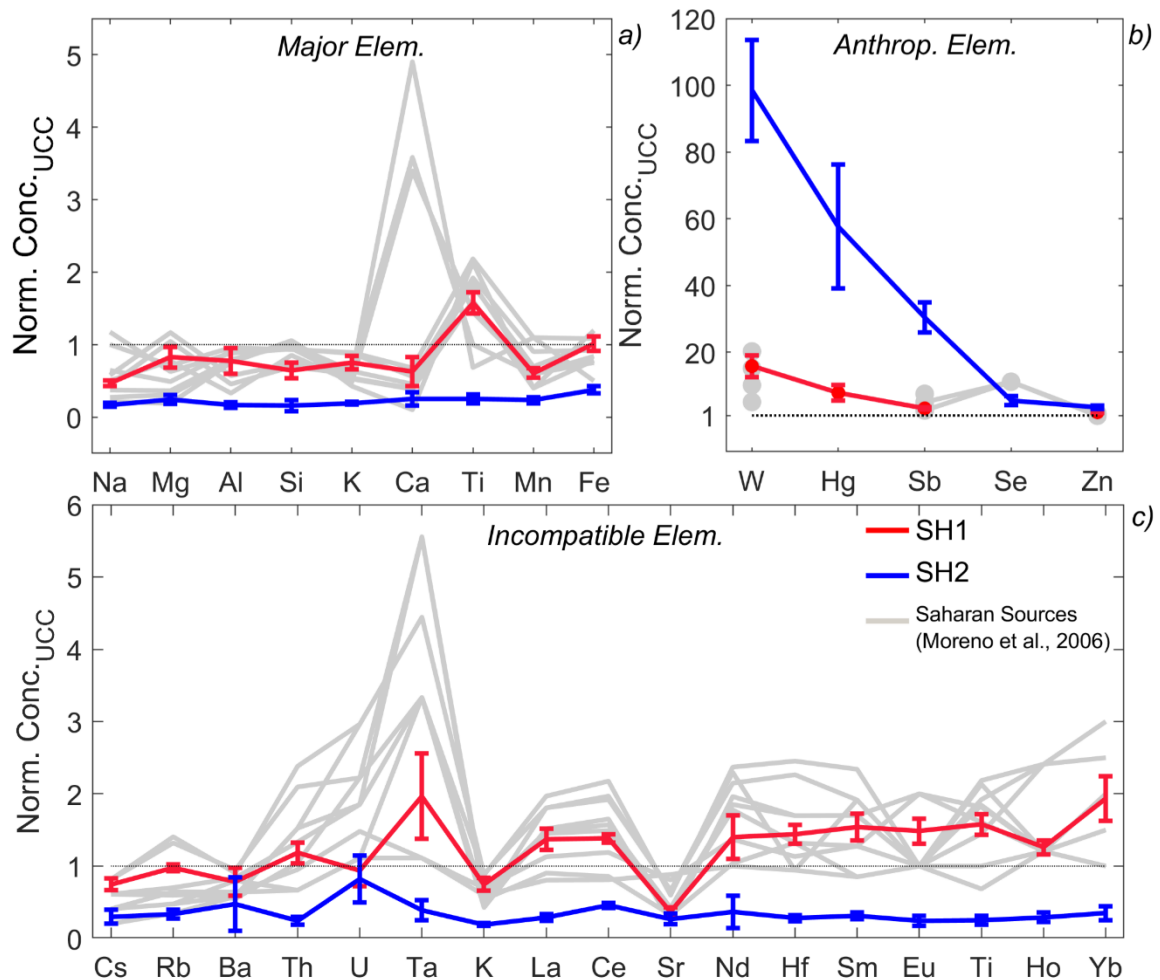 Major Elem.
a)
Norm. Conc.UCC
5
4
3
2
1
0
Na Mg Al Si K Ca Ti Mn Fe
Anthrop. Elem.
b)
Norm. Conc.UCC
120
100
80
60
40
20
1
W Hg Sb Se Zn
Incompatible Elem.
c)
Norm. Conc.UCC
6
5
4
3
2
1
0
SH1
SH2
Saharan Sources
(Moreno et al., 2006)
Cs Rb Ba Th U Ta K La Ce Sr Nd Hf Sm Eu Ti Ho Yb